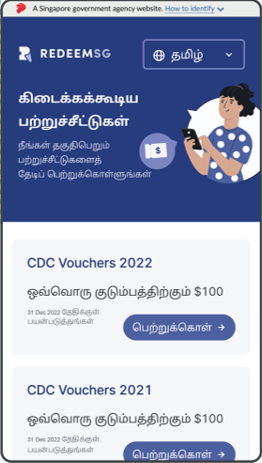 A Singapore government agency website. How to identify
REDEEMSG
தமிழ்
கிடைக்கக்கூடிய
பற்றுச்சீட்டுகள்
நீங்கள் தகுதிபெறும்
பற்றுச்சீட்டுகளைத்
தேடிப் பெற்றுக்கொள்ளுங்கள்
$
CDC Vouchers 2022
ஒவ்வொரு குடும்பத்திற்கும் $100
31 Dec 2022 தேதிக்குள்
பயன்படுத்துங்கள்
பெற்றுக்கொள் →
CDC Vouchers 2021
ஒவ்வொரு குடும்பத்திற்கும் $100
31 Dec 2022 தேதிக்குள்
பயன்படுத்துங்கள்
பெற்றுக்கொள் →